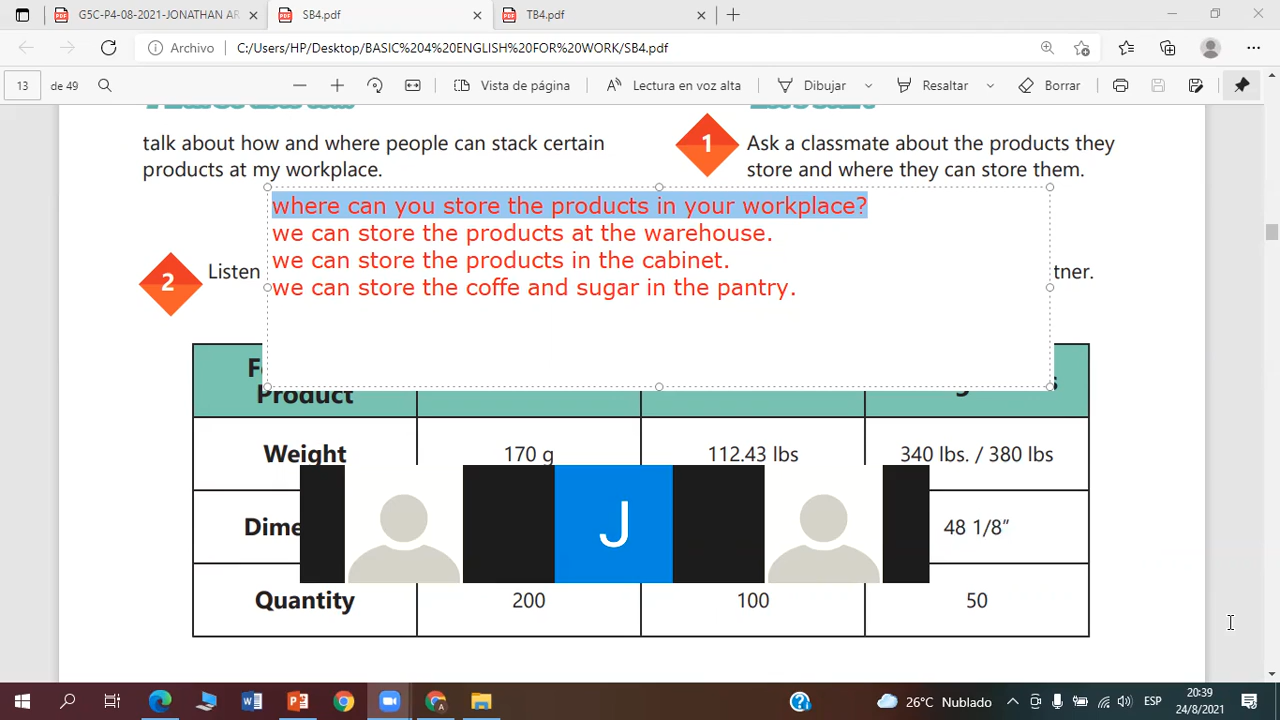 G5C-P4-08-2021-JONATHAN AR
SB4.pdf
TB4.pdf
Archivo
C:/Users/HP/Desktop/BASIC%204%20ENGLISH%20FOR%20WORK/SB4.pdf
13
de 49
Vista de página
Lectura en voz alta
Dibujar
Resaltar
Borrar
talk about how and where people can stack certain
products at my workplace.
1
Ask a classmate about the products they
store and where they can store them.
where can you store the products in your workplace?
we can store the products at the warehouse.
we can store the products in the cabinet.
we can store the coffe and sugar in the pantry.
2
Listen
tner.
Product
Weight
170 g
112.43 lbs
340 lbs. / 380 lbs
Dime
48 1/8”
J
Quantity
200
100
50
26°C Nublado
ESP
20:39
24/8/2021